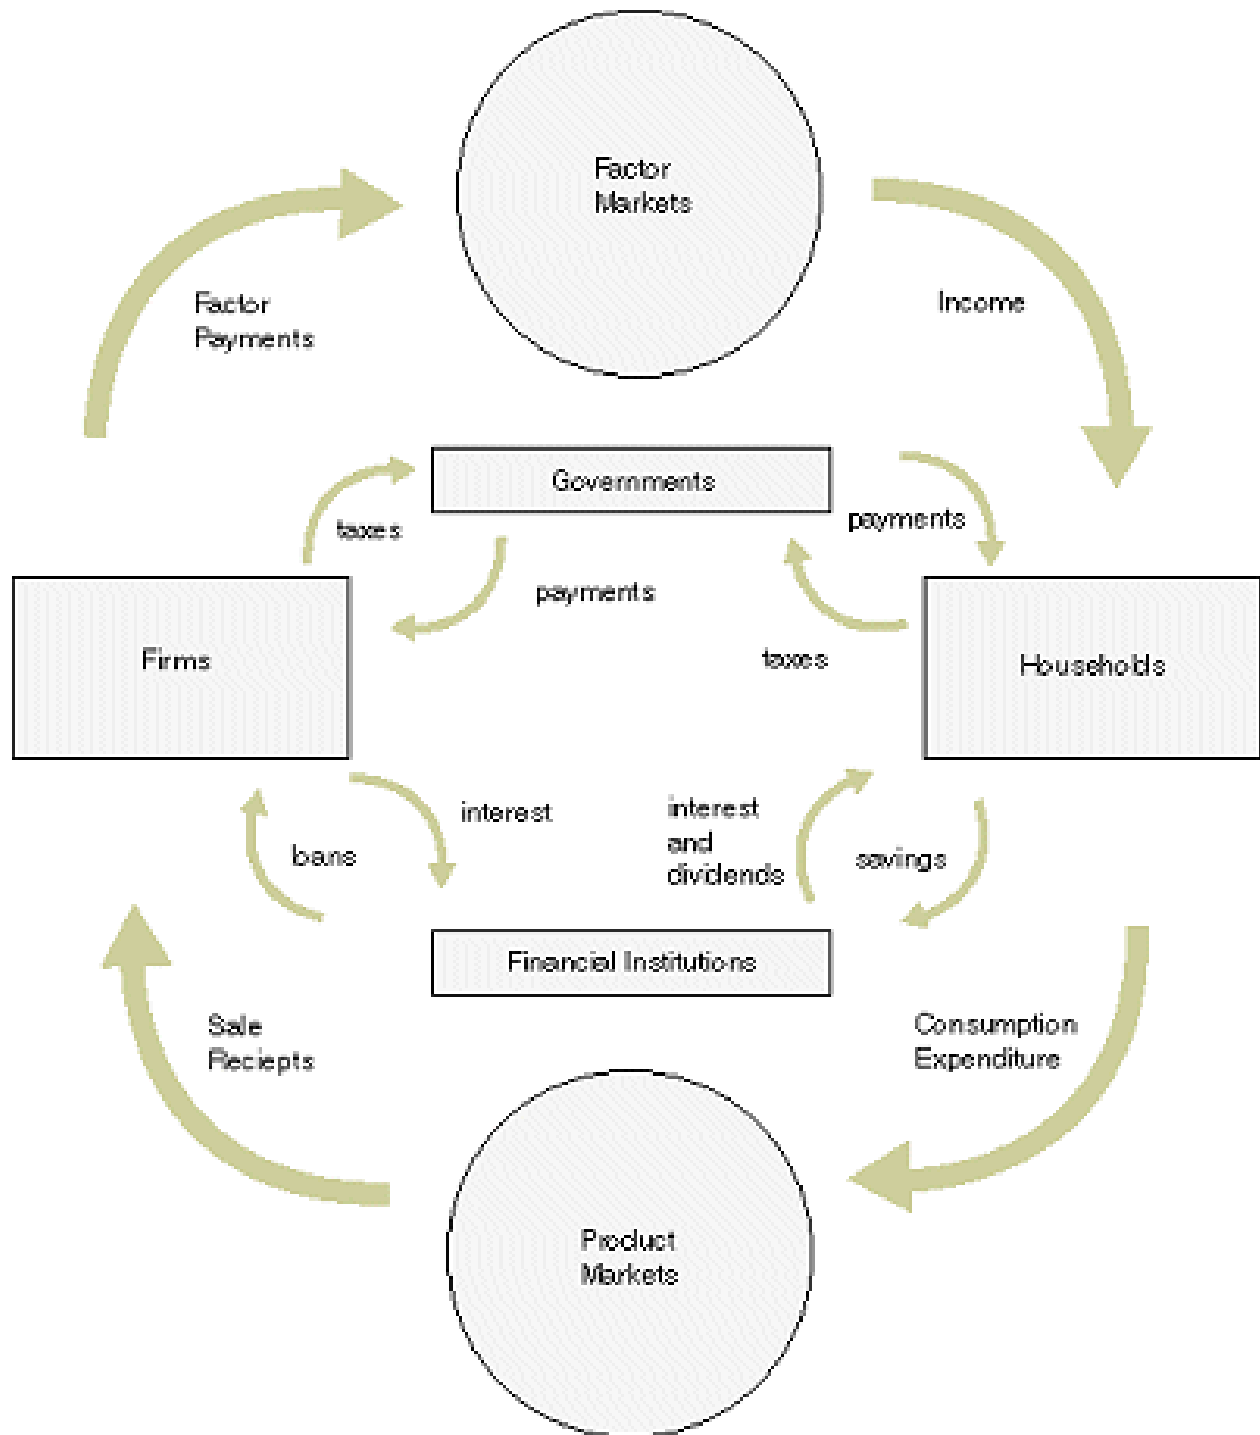 Factor
Markets
Factor
Payments
Income
Governments
taxes
payments
payments
taxes
Firms
Households
interest
loans
interest
and
dividends
savings
Financial Institutions
Sale
Reciepts
Consumption
Expenditure
Product
Markets